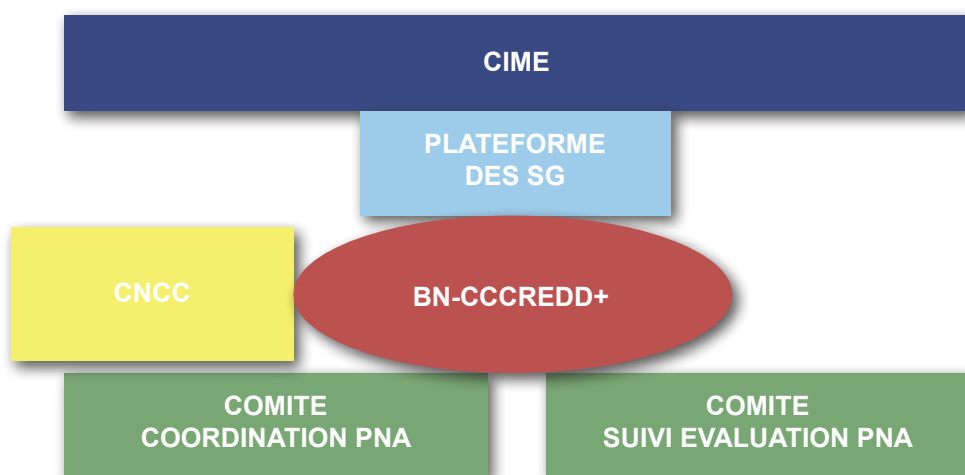 CIME
PLATEFORME
DES SG
CNCC
BN-CCCREDD+
COMITE
COORDINATION PNA
COMITE
SUIVI EVALUATION PNA